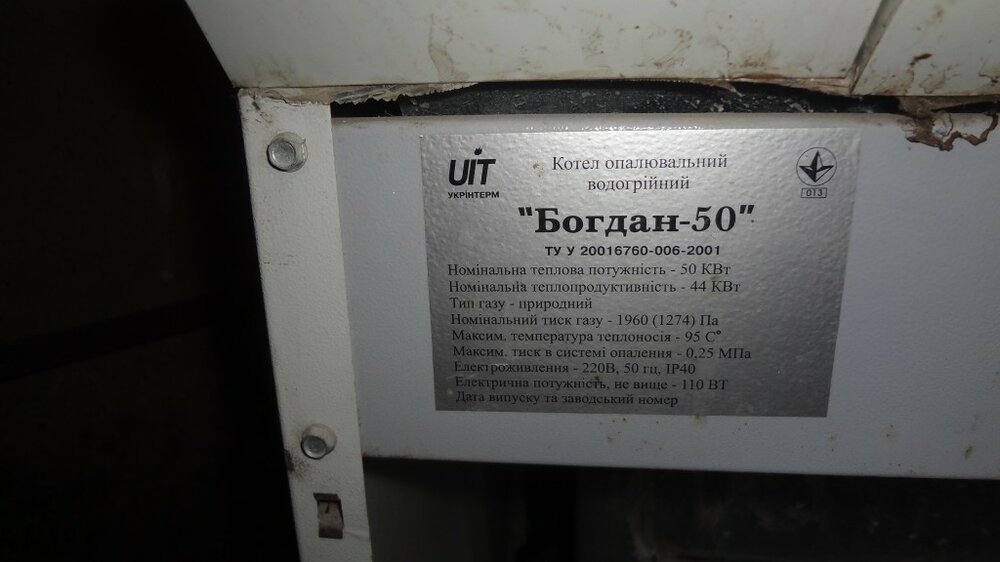 UIT
УКРІНТЕРМ
Котел опалювальний
водогрійний
013
"Богдан-50"
ТУ У 20016760-006-2001
Номінальна теплова потужність - 50 КВт
Номінальна теплопродуктивність - 44 КВт
Тип газу - природний
Номінальний тиск газу - 1960 (1274) Па
Максим. температура теплоносія - 95 С°
Максим. тиск в системі опалення - 0,25 МПа
Електроживлення - 220В, 50 гц, IP40
Електрична потужність, не вище - 110 ВТ
Дата випуску та заводський номер